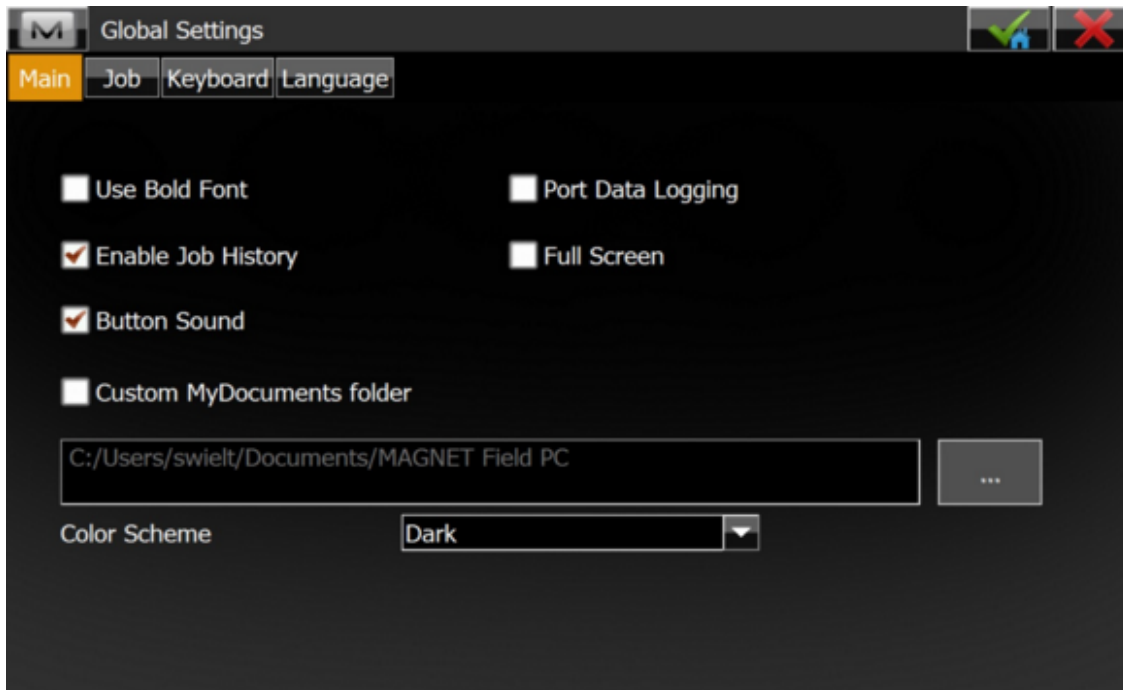 M Global Settings
Main Job Keyboard Language
Use Bold Font Port Data Logging
Enable Job History Full Screen
Button Sound
Custom MyDocuments folder
C:/Users/swielt/Documents/MAGNET Field PC ...
Color Scheme Dark